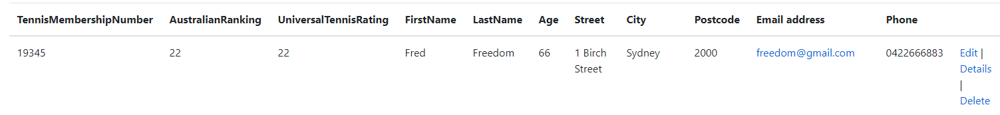 TennisMembershipNumber AustralianRanking UniversalTennisRating FirstName LastName Age Street City Postcode Email address Phone
19345 22 22 Fred Freedom 66 1 Birch Sydney 2000 freedom@gmail.com 0422666883 Edit |
Street Details
|
Delete